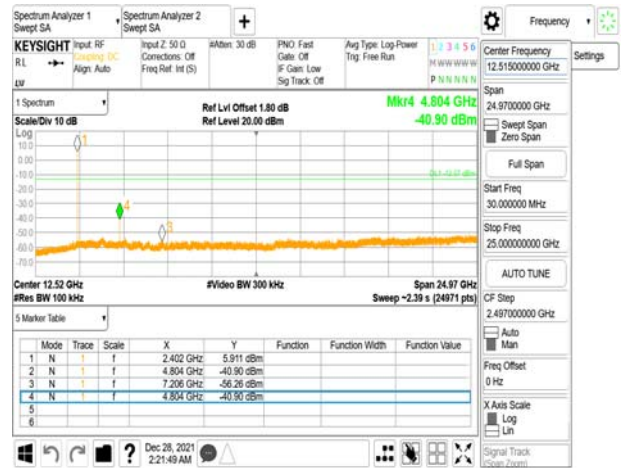 Spectrum Analyzer 1
Swept SA
Spectrum Analyzer 2
Swept SA
+
Frequency
KEYSIGHT
RL
Input: RF
Coupling: DC
Align: Auto
Input Z: 50 Ω
Corrections: Off
Freq Ref: Int (S)
#Atten: 30 dB
PNO: Fast
Gate: Off
IF Gain: Low
Sig Track: Off
Avg Type: Log-Power
Trig: Free Run
1 2 3 4 5 6
M W W W W W
P N N N N N
Settings
1 Spectrum
Scale/Div 10 dB
Ref Lvl Offset 1.80 dB
Ref Level 20.00 dBm
Mkr4 4.804 GHz
-40.90 dBm
Log
10.0
0.00
-10.0
-20.0
-30.0
-40.0
-50.0
-60.0
-70.0
1
4
3
Center 12.52 GHz
#Res BW 100 kHz
#Video BW 300 kHz
Span 24.97 GHz
Sweep ~2.39 s (24971 pts)
5 Marker Table
Mode Trace Scale X Y Function Function Width Function Value
1 N 1 f 2.402 GHz 5.911 dBm
2 N 1 f 4.804 GHz -40.90 dBm
3 N 1 f 7.206 GHz -56.26 dBm
4 N 1 f 4.804 GHz -40.90 dBm
5
6
Center Frequency
12.515000000 GHz
Span
24.9700000 GHz
Swept Span
Zero Span
Full Span
Start Freq
30.000000 MHz
Stop Freq
25.000000000 GHz
AUTO TUNE
CF Step
2.497000000 GHz
Auto
Man
Freq Offset
0 Hz
X Axis Scale
Log
Lin
Signal Track
(Span Zoom)
?
Dec 28, 2021
2:21:49 AM